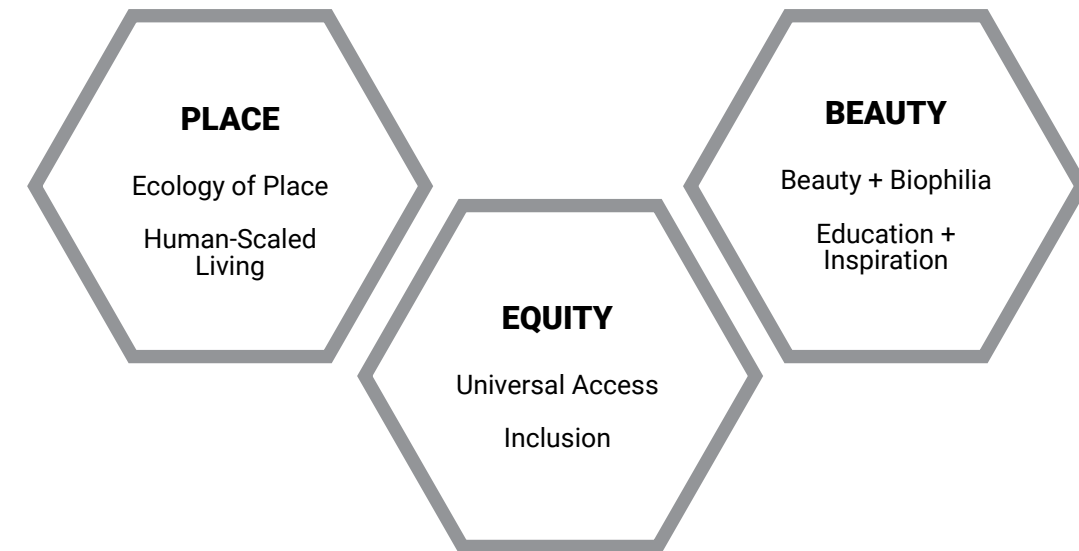 PLACE
Ecology of Place
Human-Scaled
Living
EQUITY
Universal Access
Inclusion
BEAUTY
Beauty + Biophilia
Education +
Inspiration